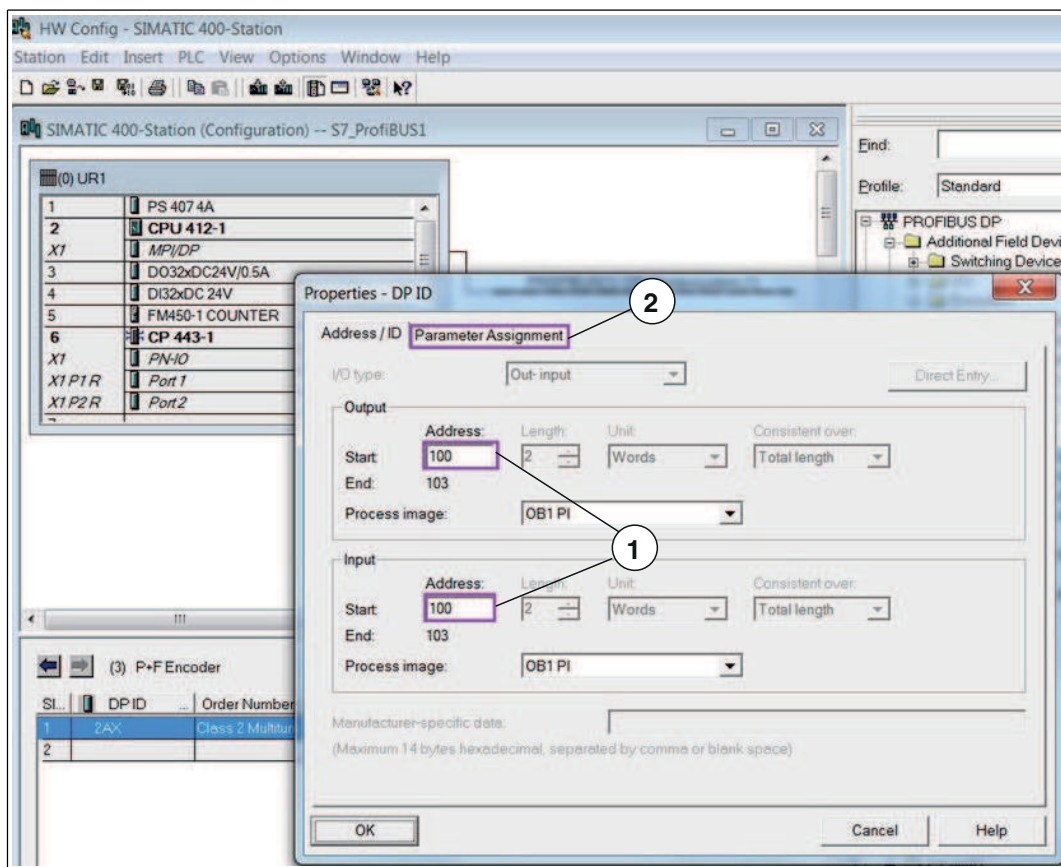 HW Config - SIMATIC 400-Station
Station Edit Insert PLC View Options Window Help
SIMATIC 400-Station (Configuration) -- S7_ProfiBUS1
Find:
(0) UR1
Profile: Standard
1 PS 407 4A
2 CPU 412-1
X1 MPI/DP
3 DO32xDC24V/0.5A
4 DI32xDC 24V
5 FM450-1 COUNTER
6 CP 443-1
X1 PN-IO
X1 P1 R Port 1
X1 P2 R Port 2
7
PROFIBUS DP
Additional Field Devi
Switching Device
Properties - DP ID
2
Address / ID Parameter Assignment
I/O type: Out- input Direct Entry...
Output
Address: Length: Unit: Consistent over:
Start: 100 2 Words Total length
End: 103
Process image: OB1 PI
1
Input
Address: Length: Unit: Consistent over:
Start: 100 2 Words Total length
End: 103
Process image: OB1 PI
Manufacturer-specific data:
(Maximum 14 bytes hexadecimal, separated by comma or blank space)
OK Cancel Help
(3) P+F Encoder
Sl... DP ID ... Order Number
1 2AX Class 2 Multitur
2